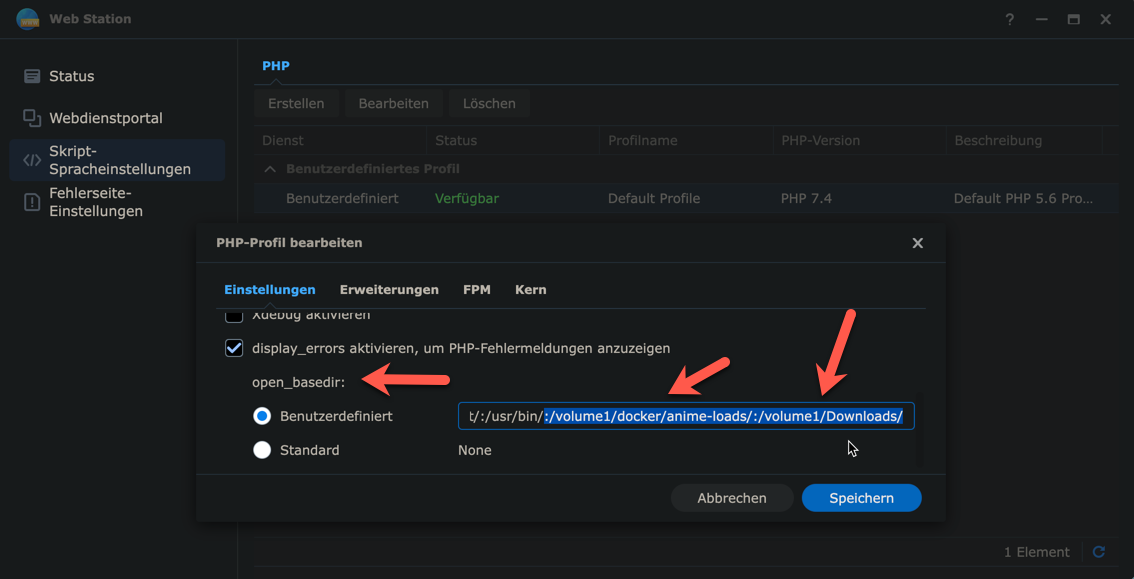 Web Station
?
Status
Webdienstportal
Skript-
Spracheinstellungen
Fehlerseite-
Einstellungen
PHP
Erstellen Bearbeiten Löschen
Dienst Status Profilname PHP-Version Beschreibung
Benutzerdefiniertes Profil
Benutzerdefiniert Verfügbar Default Profile PHP 7.4 Default PHP 5.6 Pro...
PHP-Profil bearbeiten
Einstellungen Erweiterungen FPM Kern
Xdebug aktivieren
display_errors aktivieren, um PHP-Fehlermeldungen anzuzeigen
open_basedir:
Benutzerdefiniert t/:/usr/bin/:/volume1/docker/anime-loads/:/volume1/Downloads/
Standard None
Abbrechen Speichern
1 Element